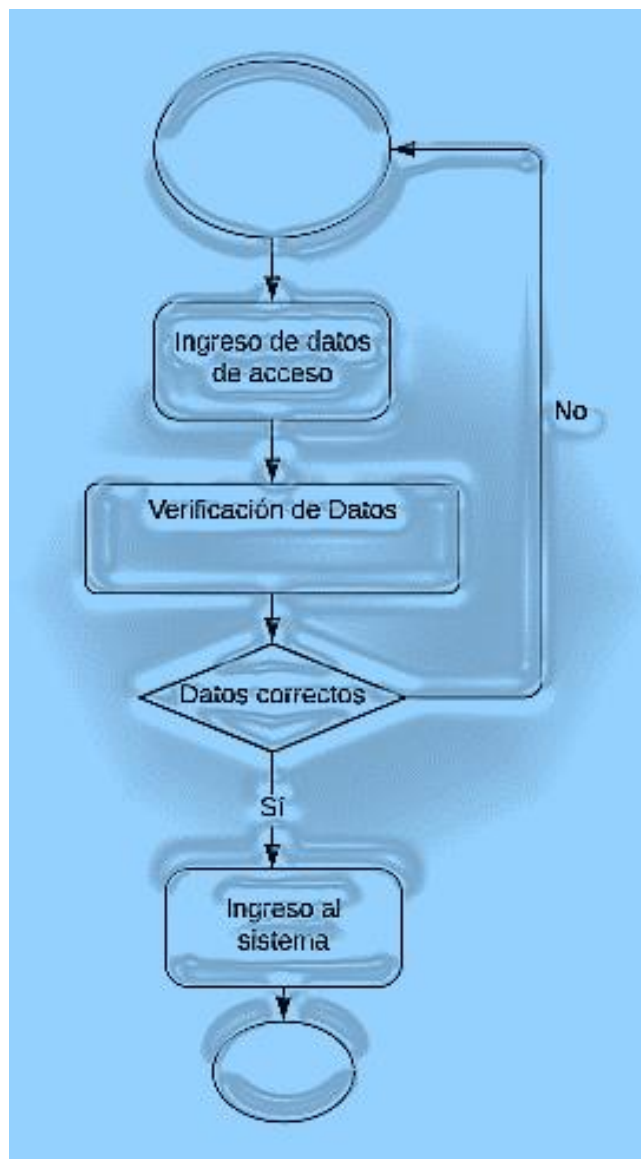 Ingreso de datos
de acceso
No
Verificación de Datos
Datos correctos
Sí
Ingreso al
sistema